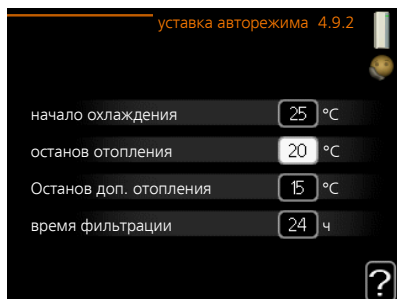 уставка авторежима 4.9.2
начало охлаждения 25 °C
останов отопления 20 °C
Останов доп. отопления 15 °C
время фильтрации 24 ч
?